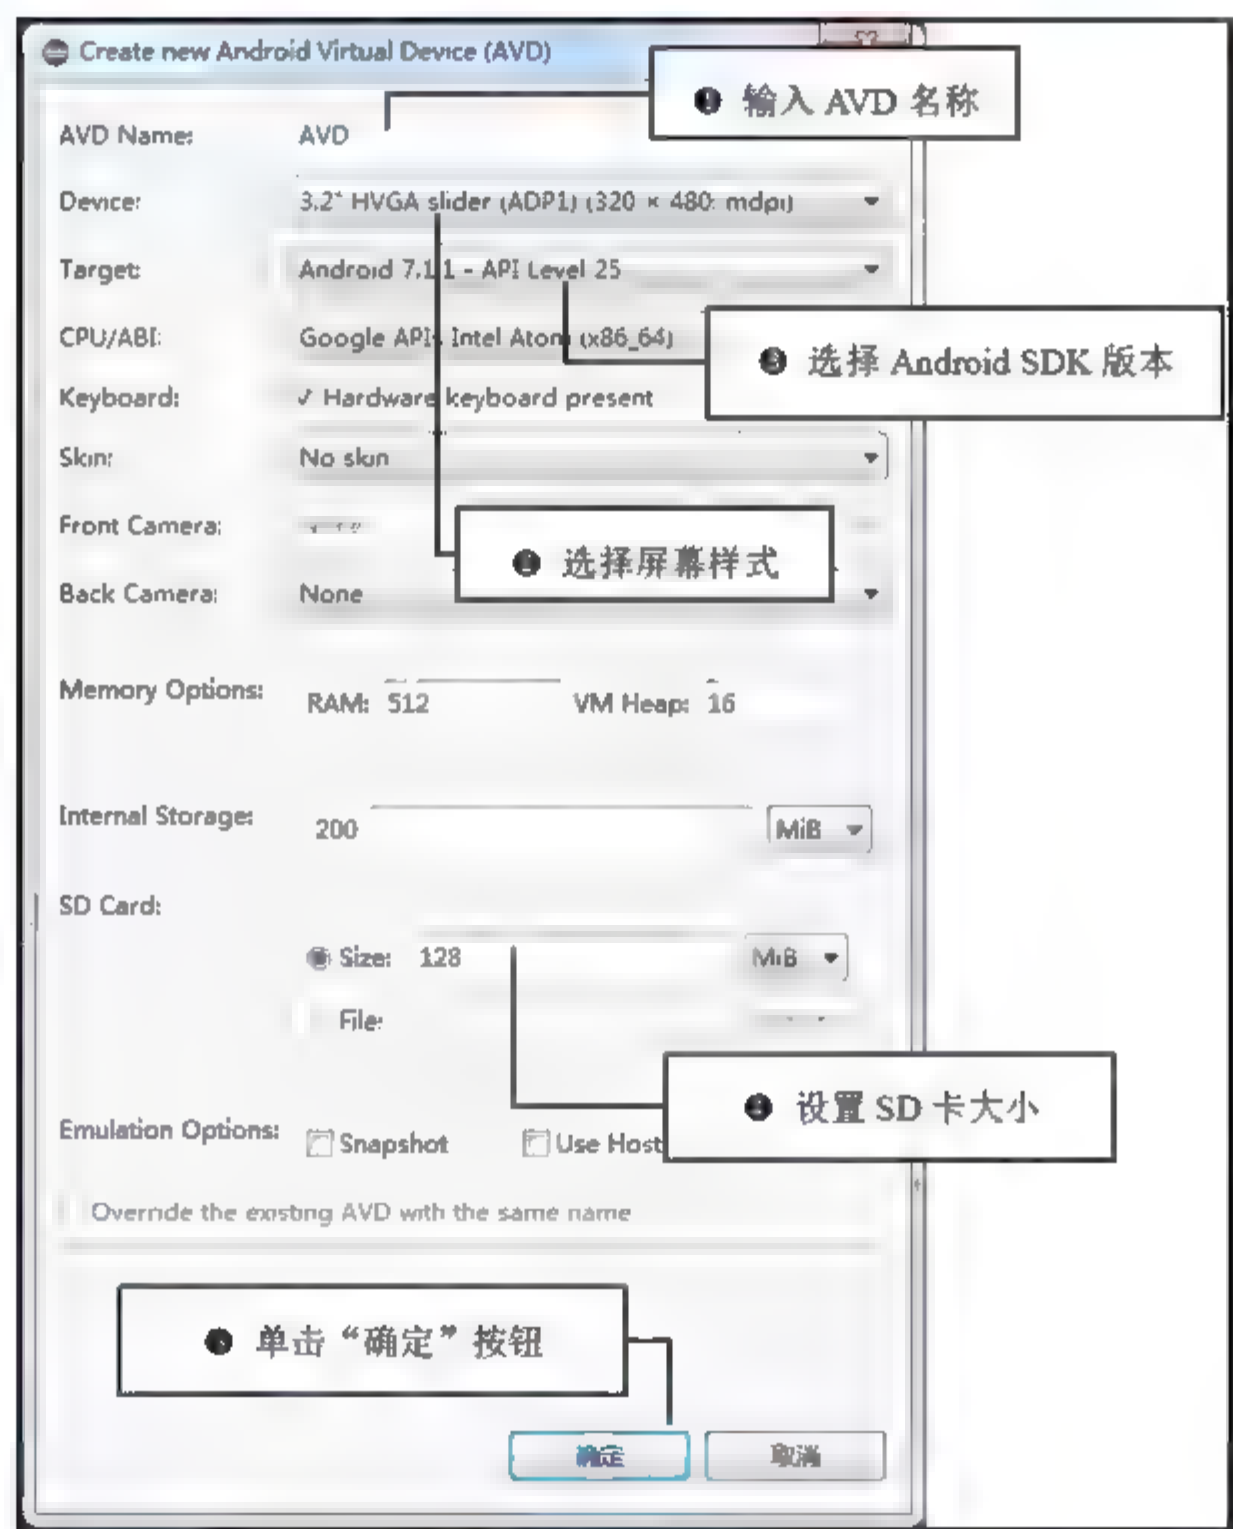 Create new Android Virtual Device (AVD)
输入 AVD 名称
AVD Name: AVD
Device: 3.2" HVGA slider (ADP1) (320 × 480: mdpi)
Target: Android 7.1.1 - API Level 25
CPU/ABI: Google APIs Intel Atom (x86_64)
选择 Android SDK 版本
Keyboard: ✓ Hardware keyboard present
Skin: No skin
Front Camera:
选择屏幕样式
Back Camera: None
Memory Options: RAM: 512 VM Heap: 16
Internal Storage: 200 MiB
SD Card:
Size: 128 MiB
File:
设置 SD 卡大小
Emulation Options: Snapshot Use Host
Override the existing AVD with the same name
单击“确定”按钮
确定 取消